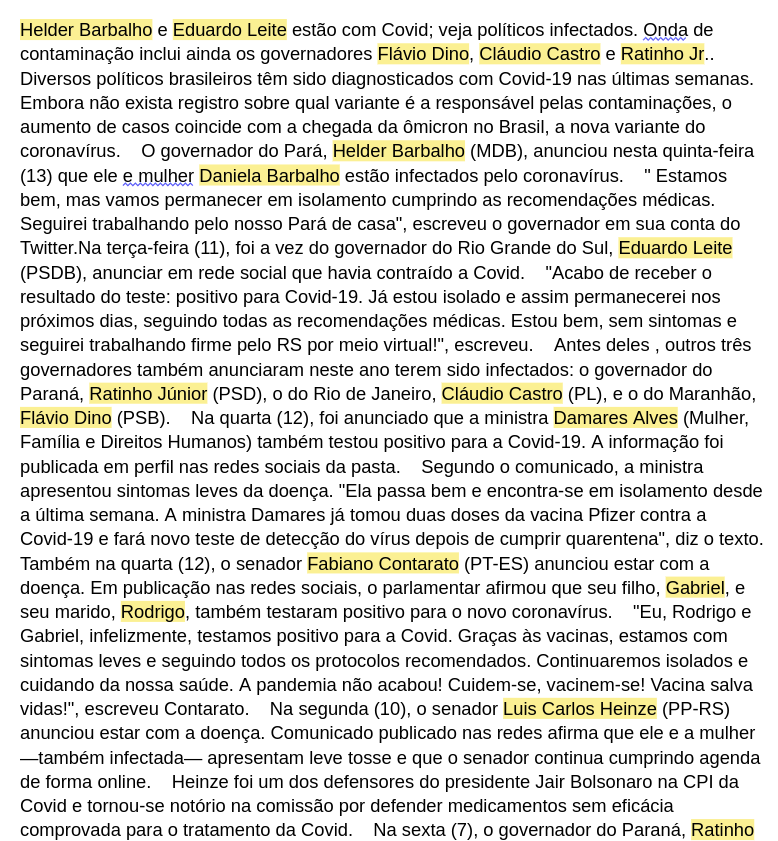 Helder Barbalho e Eduardo Leite estão com Covid; veja políticos infectados. Onda de
contaminação inclui ainda os governadores Flávio Dino, Cláudio Castro e Ratinho Jr..
Diversos políticos brasileiros têm sido diagnosticados com Covid-19 nas últimas semanas.
Embora não exista registro sobre qual variante é a responsável pelas contaminações, o
aumento de casos coincide com a chegada da ômicron no Brasil, a nova variante do
coronavírus. O governador do Pará, Helder Barbalho (MDB), anunciou nesta quinta-feira
(13) que ele e mulher Daniela Barbalho estão infectados pelo coronavírus. " Estamos
bem, mas vamos permanecer em isolamento cumprindo as recomendações médicas.
Seguirei trabalhando pelo nosso Pará de casa", escreveu o governador em sua conta do
Twitter.Na terça-feira (11), foi a vez do governador do Rio Grande do Sul, Eduardo Leite
(PSDB), anunciar em rede social que havia contraído a Covid. "Acabo de receber o
resultado do teste: positivo para Covid-19. Já estou isolado e assim permanecerei nos
próximos dias, seguindo todas as recomendações médicas. Estou bem, sem sintomas e
seguirei trabalhando firme pelo RS por meio virtual!", escreveu. Antes deles , outros três
governadores também anunciaram neste ano terem sido infectados: o governador do
Paraná, Ratinho Júnior (PSD), o do Rio de Janeiro, Cláudio Castro (PL), e o do Maranhão,
Flávio Dino (PSB). Na quarta (12), foi anunciado que a ministra Damares Alves (Mulher,
Família e Direitos Humanos) também testou positivo para a Covid-19. A informação foi
publicada em perfil nas redes sociais da pasta. Segundo o comunicado, a ministra
apresentou sintomas leves da doença. "Ela passa bem e encontra-se em isolamento desde
a última semana. A ministra Damares já tomou duas doses da vacina Pfizer contra a
Covid-19 e fará novo teste de detecção do vírus depois de cumprir quarentena", diz o texto.
Também na quarta (12), o senador Fabiano Contarato (PT-ES) anunciou estar com a
doença. Em publicação nas redes sociais, o parlamentar afirmou que seu filho, Gabriel, e
seu marido, Rodrigo, também testaram positivo para o novo coronavírus. "Eu, Rodrigo e
Gabriel, infelizmente, testamos positivo para a Covid. Graças às vacinas, estamos com
sintomas leves e seguindo todos os protocolos recomendados. Continuaremos isolados e
cuidando da nossa saúde. A pandemia não acabou! Cuidem-se, vacinem-se! Vacina salva
vidas!", escreveu Contarato. Na segunda (10), o senador Luis Carlos Heinze (PP-RS)
anunciou estar com a doença. Comunicado publicado nas redes afirma que ele e a mulher
—também infectada— apresentam leve tosse e que o senador continua cumprindo agenda
de forma online. Heinze foi um dos defensores do presidente Jair Bolsonaro na CPI da
Covid e tornou-se notório na comissão por defender medicamentos sem eficácia
comprovada para o tratamento da Covid. Na sexta (7), o governador do Paraná, Ratinho